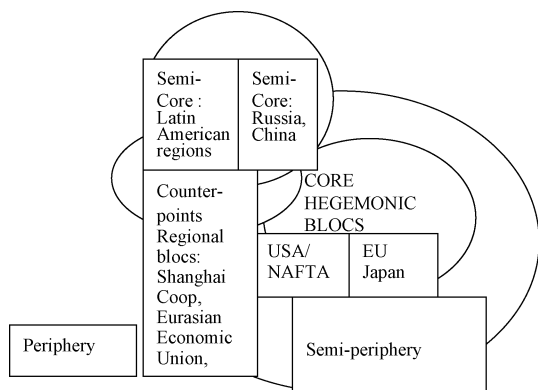 Semi-
Core :
Latin
American
regions
Semi-
Core:
Russia,
China
CORE
HEGEMONIC
BLOCS
Counter-
points
Regional
blocs:
Shanghai
Coop,
Eurasian
Economic
Union,
USA/
NAFTA
EU
Japan
Periphery
Semi-periphery